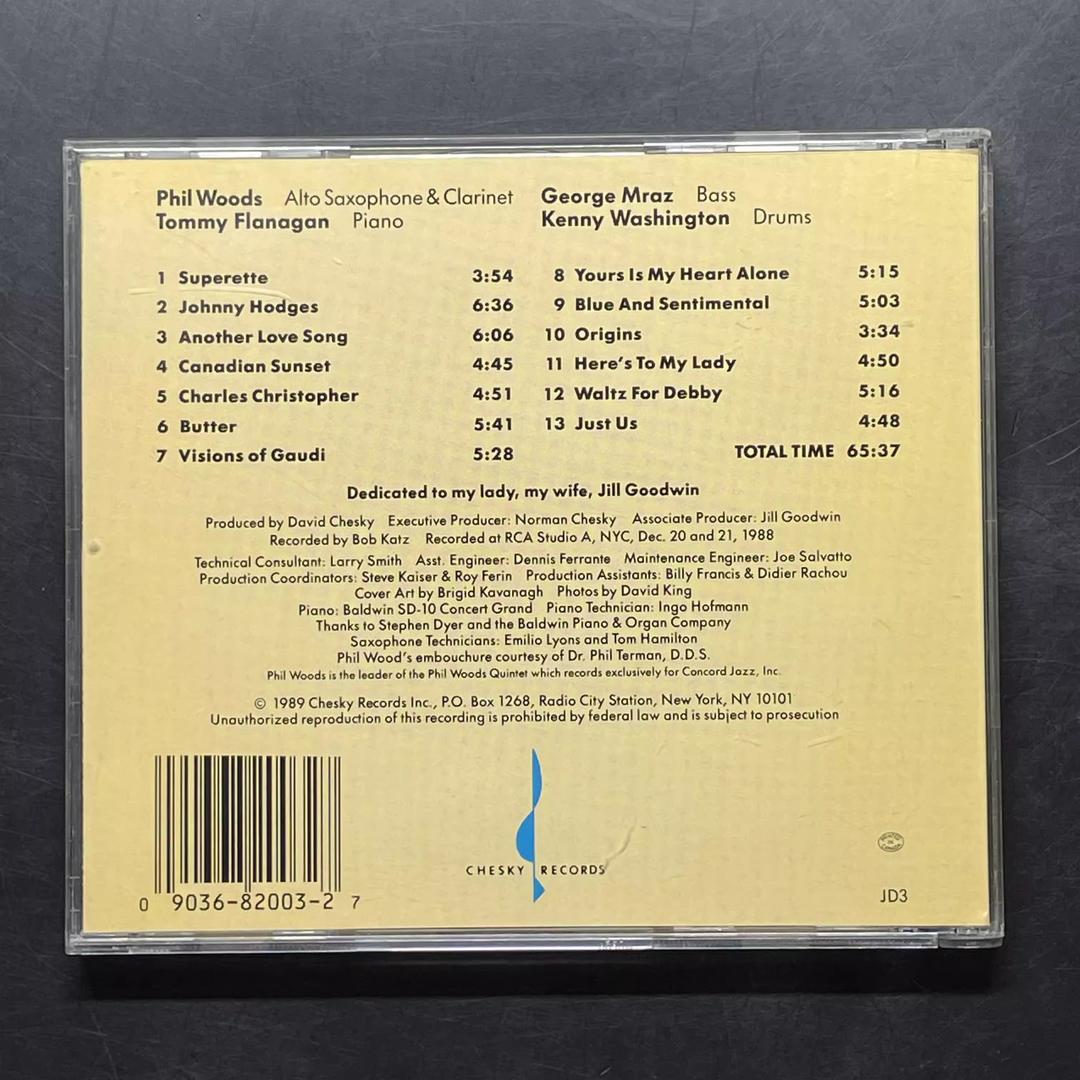 Phil Woods Alto Saxophone & Clarinet
Tommy Flanagan Piano
George Mraz Bass
Kenny Washington Drums
1 Superette 3:54
2 Johnny Hodges 6:36
3 Another Love Song 6:06
4 Canadian Sunset 4:45
5 Charles Christopher 4:51
6 Butter 5:41
7 Visions of Gaudi 5:28
8 Yours Is My Heart Alone 5:15
9 Blue And Sentimental 5:03
10 Origins 3:34
11 Here's To My Lady 4:50
12 Waltz For Debby 5:16
13 Just Us 4:48
TOTAL TIME 65:37
Dedicated to my lady, my wife, Jill Goodwin
Produced by David Chesky Executive Producer: Norman Chesky Associate Producer: Jill Goodwin
Recorded by Bob Katz Recorded at RCA Studio A, NYC, Dec. 20 and 21, 1988
Technical Consultant: Larry Smith Asst. Engineer: Dennis Ferrante Maintenance Engineer: Joe Salvatto
Production Coordinators: Steve Kaiser & Roy Ferin Production Assistants: Billy Francis & Didier Rachou
Cover Art by Brigid Kavanagh Photos by David King
Piano: Baldwin SD-10 Concert Grand Piano Technician: Ingo Hofmann
Thanks to Stephen Dyer and the Baldwin Piano & Organ Company
Saxophone Technicians: Emilio Lyons and Tom Hamilton
Phil Wood's embouchure courtesy of Dr. Phil Terman, D.D.S.
Phil Woods is the leader of the Phil Woods Quintet which records exclusively for Concord Jazz, Inc.
© 1989 Chesky Records Inc., P.O. Box 1268, Radio City Station, New York, NY 10101
Unauthorized reproduction of this recording is prohibited by federal law and is subject to prosecution
0 9036-82003-2 7
CHESKY RECORDS
PRINTED
IN
CANADA
JD3